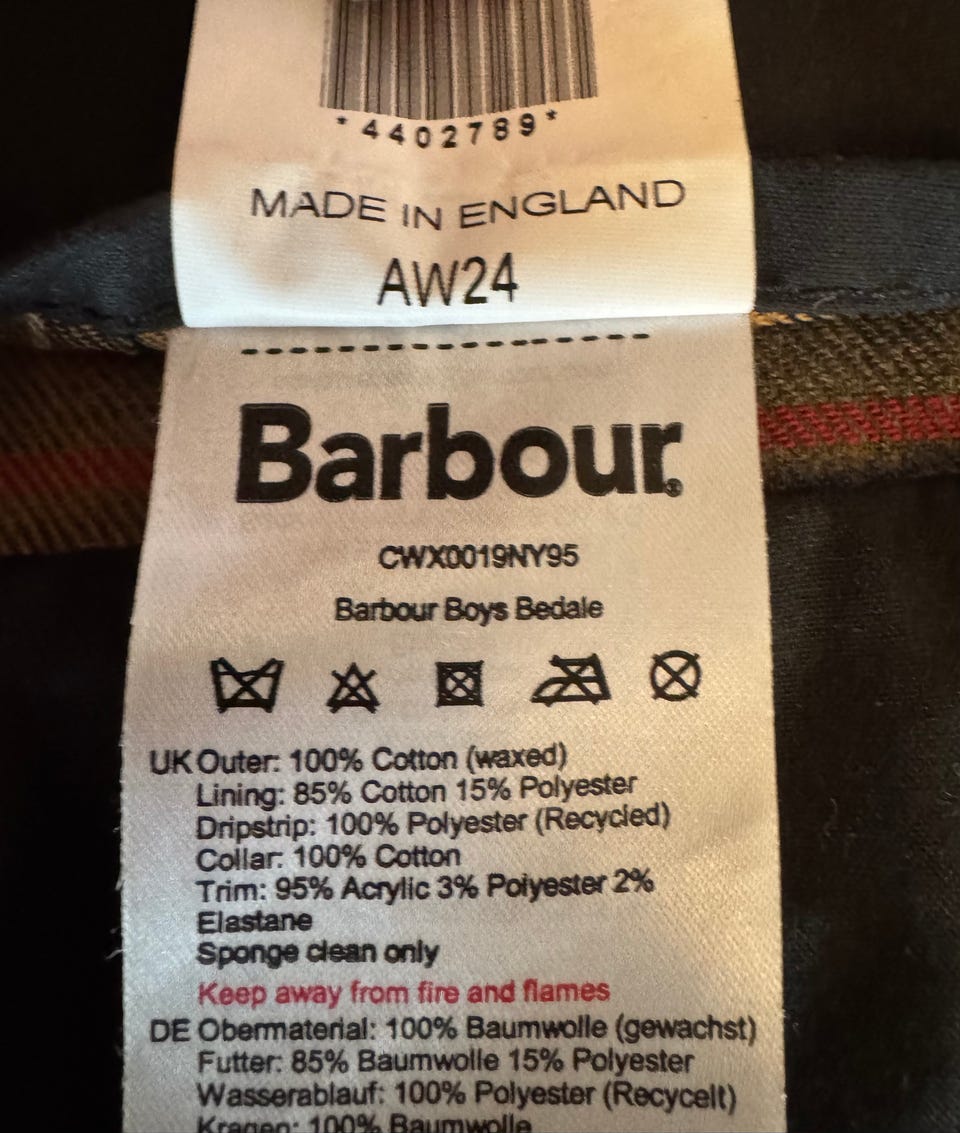 *4402789*
MADE IN ENGLAND
AW24
Barbour®
CWX0019NY95
Barbour Boys Bedale
UK Outer: 100% Cotton (waxed)
Lining: 85% Cotton 15% Polyester
Dripstrip: 100% Polyester (Recycled)
Collar: 100% Cotton
Trim: 95% Acrylic 3% Polyester 2%
Elastane
Sponge clean only
Keep away from fire and flames
DE Obermaterial: 100% Baumwolle (gewachst)
Futter: 85% Baumwolle 15% Polyester
Wasserablauf: 100% Polyester (Recycelt)
Kragen: 100% Baumwolle